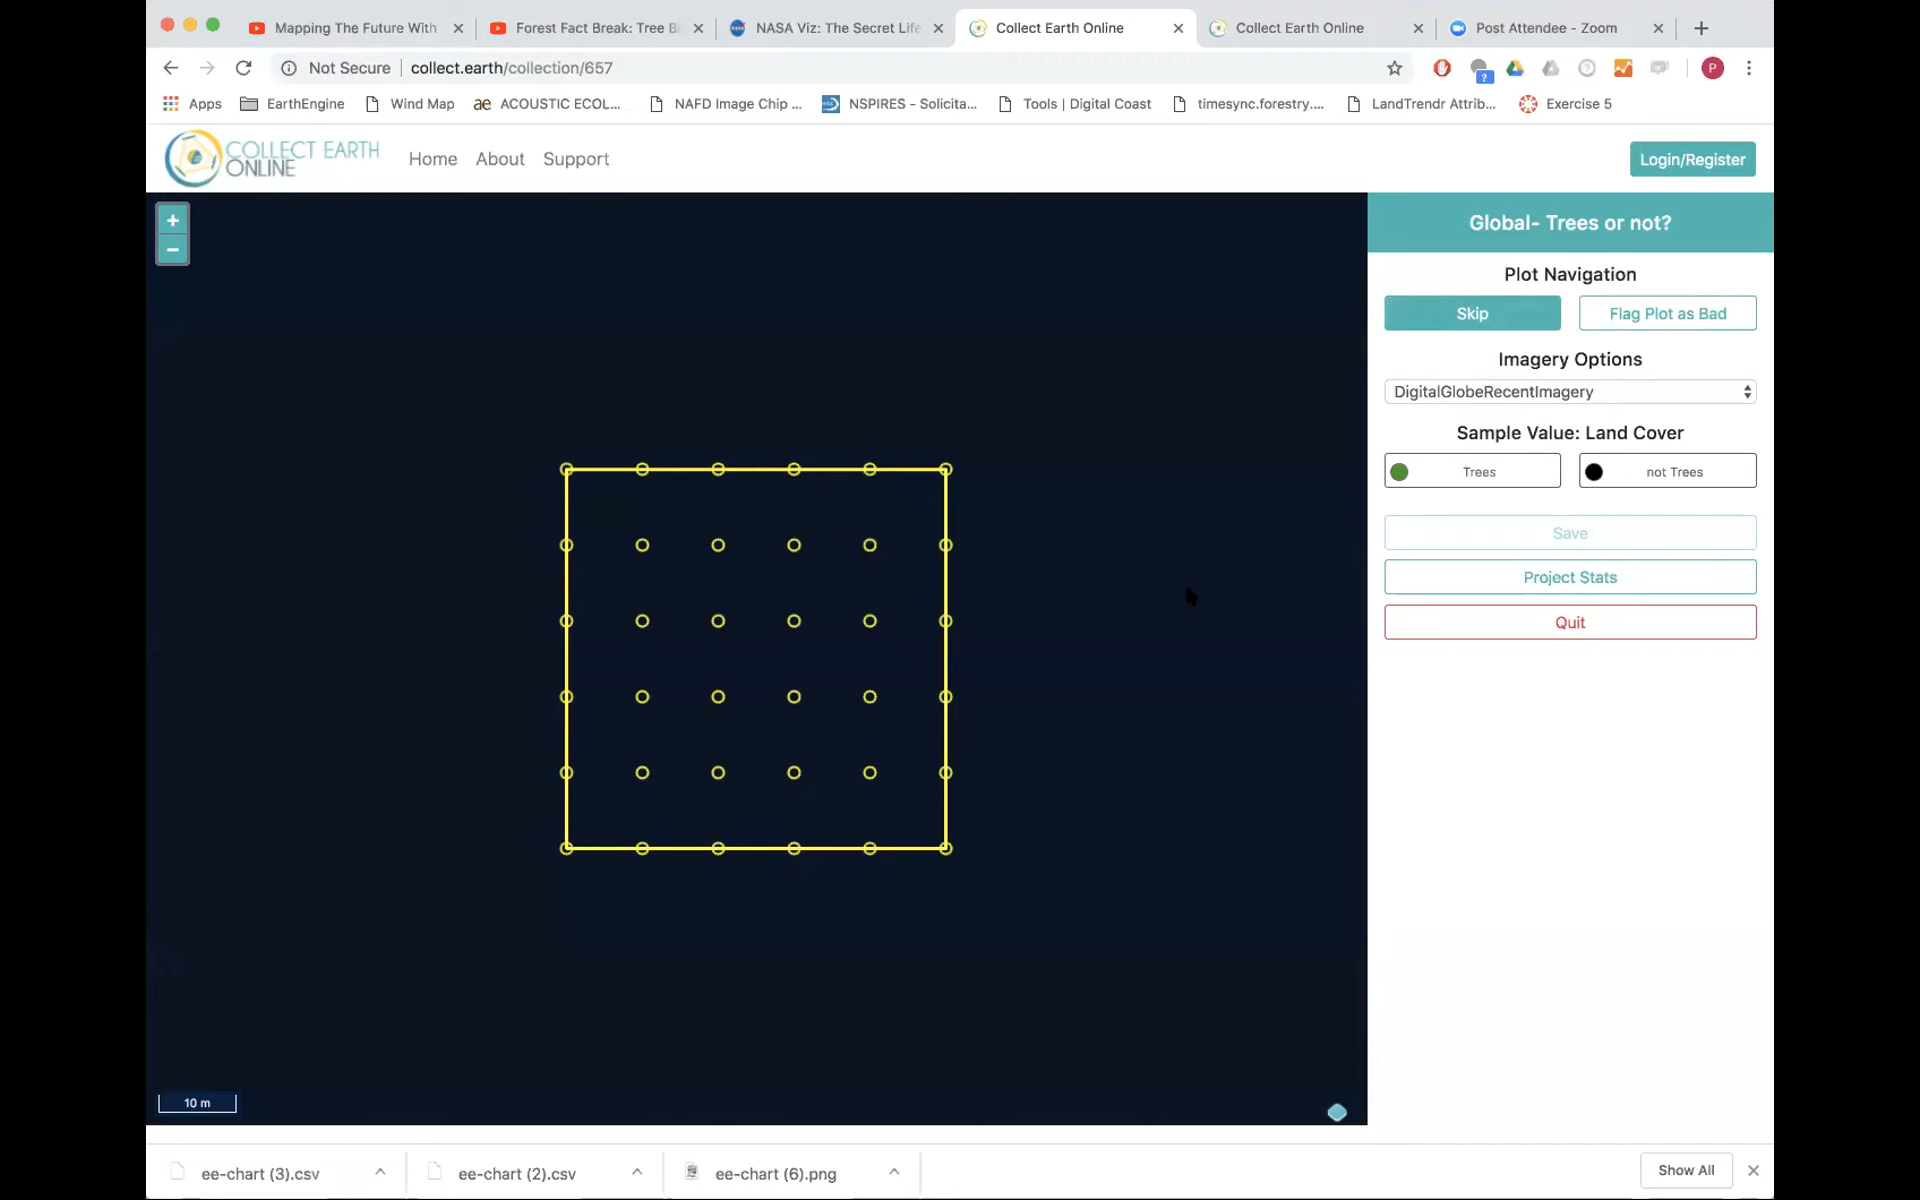 Mapping The Future With
Forest Fact Break: Tree Bi
NASA Viz: The Secret Life
Collect Earth Online
Collect Earth Online
Post Attendee - Zoom
Not Secure
collect.earth/collection/657
P
Apps
EarthEngine
Wind Map
ae
ACOUSTIC ECOL...
NAFD Image Chip ...
NSPIRES - Solicita...
Tools | Digital Coast
timesync.forestry....
LandTrendr Attrib...
Exercise 5
COLLECT EARTH
ONLINE
Home
About
Support
Login/Register
+
−
Global- Trees or not?
Plot Navigation
Skip
Flag Plot as Bad
Imagery Options
DigitalGlobeRecentImagery
Sample Value: Land Cover
Trees
not Trees
Save
Project Stats
Quit
10 m
ee-chart (3).csv
ee-chart (2).csv
ee-chart (6).png
Show All